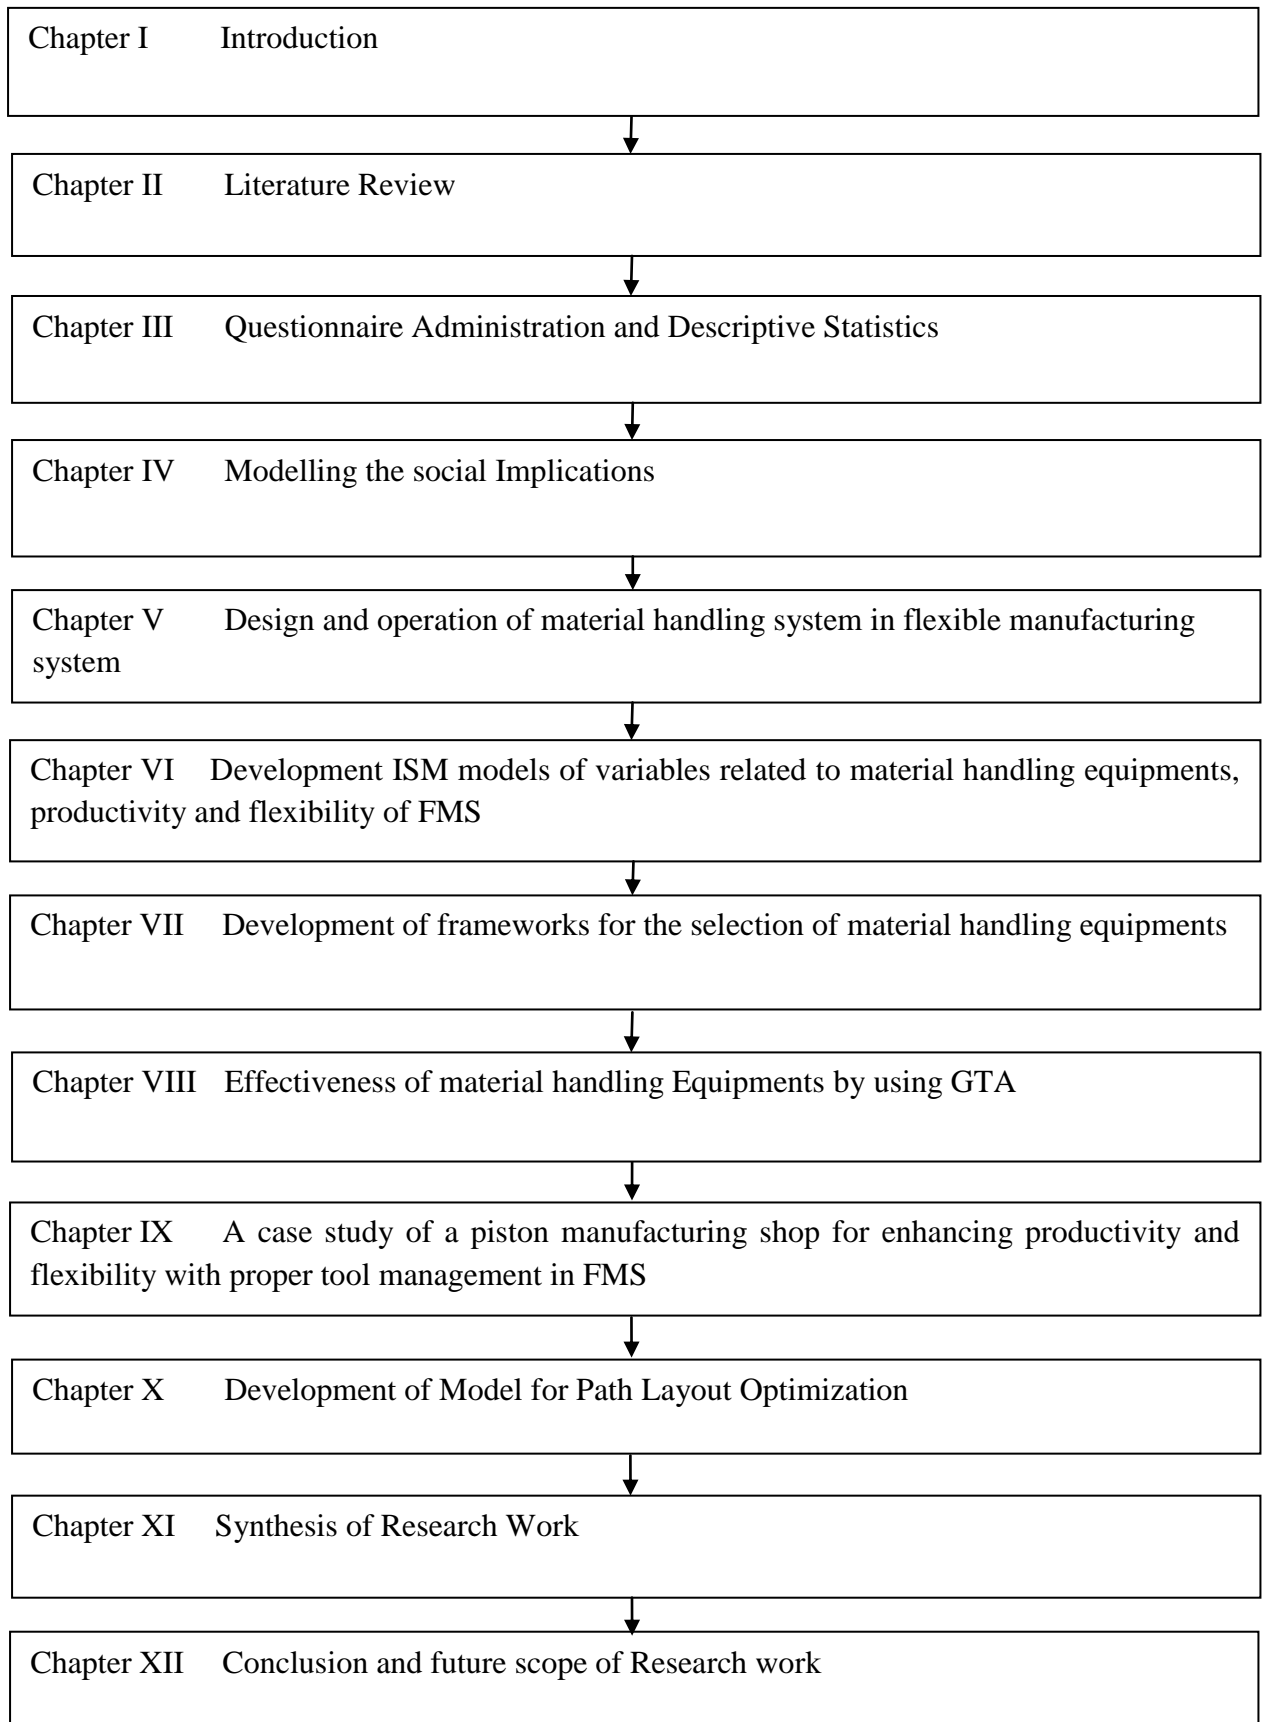 Chapter I Introduction
Chapter II Literature Review
Chapter III Questionnaire Administration and Descriptive Statistics
Chapter IV Modelling the social Implications
Chapter V Design and operation of material handling system in flexible manufacturing
system
Chapter VI Development ISM models of variables related to material handling equipments,
productivity and flexibility of FMS
Chapter VII Development of frameworks for the selection of material handling equipments
Chapter VIII Effectiveness of material handling Equipments by using GTA
Chapter IX A case study of a piston manufacturing shop for enhancing productivity and
flexibility with proper tool management in FMS
Chapter X Development of Model for Path Layout Optimization
Chapter XI Synthesis of Research Work
Chapter XII Conclusion and future scope of Research work